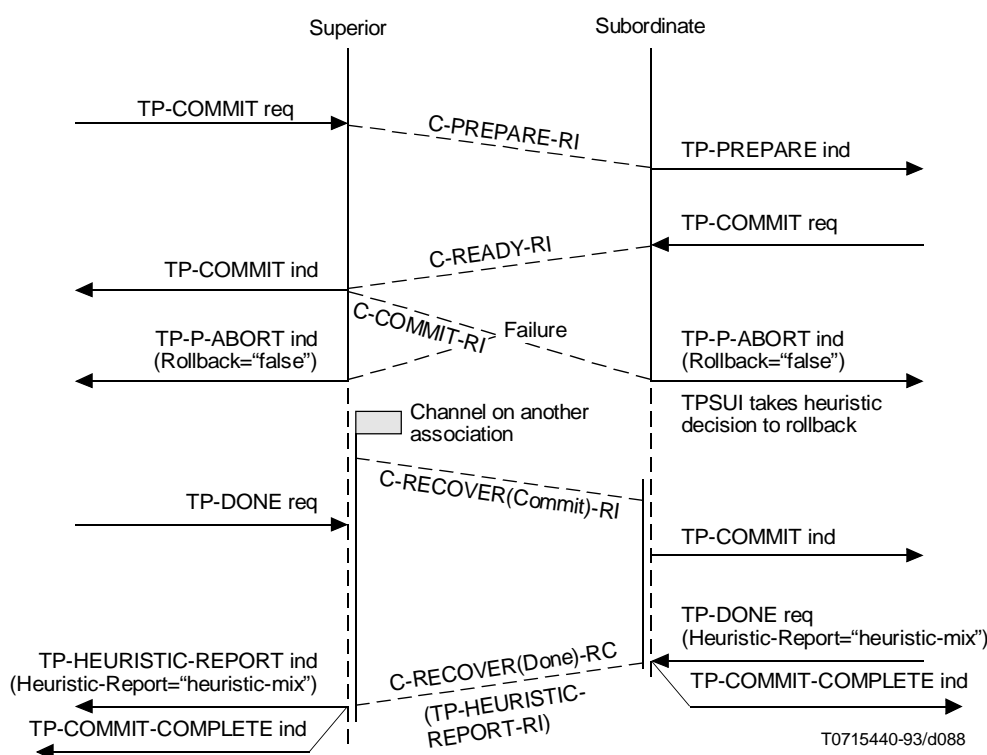 Superior
Subordinate
TP-COMMIT req
C-PREPARE-RI
TP-PREPARE ind
TP-COMMIT req
C-READY-RI
TP-COMMIT ind
C-COMMIT-RI
Failure
TP-P-ABORT ind
(Rollback=“false”)
TP-P-ABORT ind
(Rollback=“false”)
TPSUI takes heuristic
decision to rollback
Channel on another
association
C-RECOVER(Commit)-RI
TP-DONE req
TP-COMMIT ind
TP-DONE req
(Heuristic-Report=“heuristic-mix”)
TP-HEURISTIC-REPORT ind
(Heuristic-Report=“heuristic-mix”)
C-RECOVER(Done)-RC
(TP-HEURISTIC-
REPORT-RI)
TP-COMMIT-COMPLETE ind
TP-COMMIT-COMPLETE ind
T0715440-93/d088